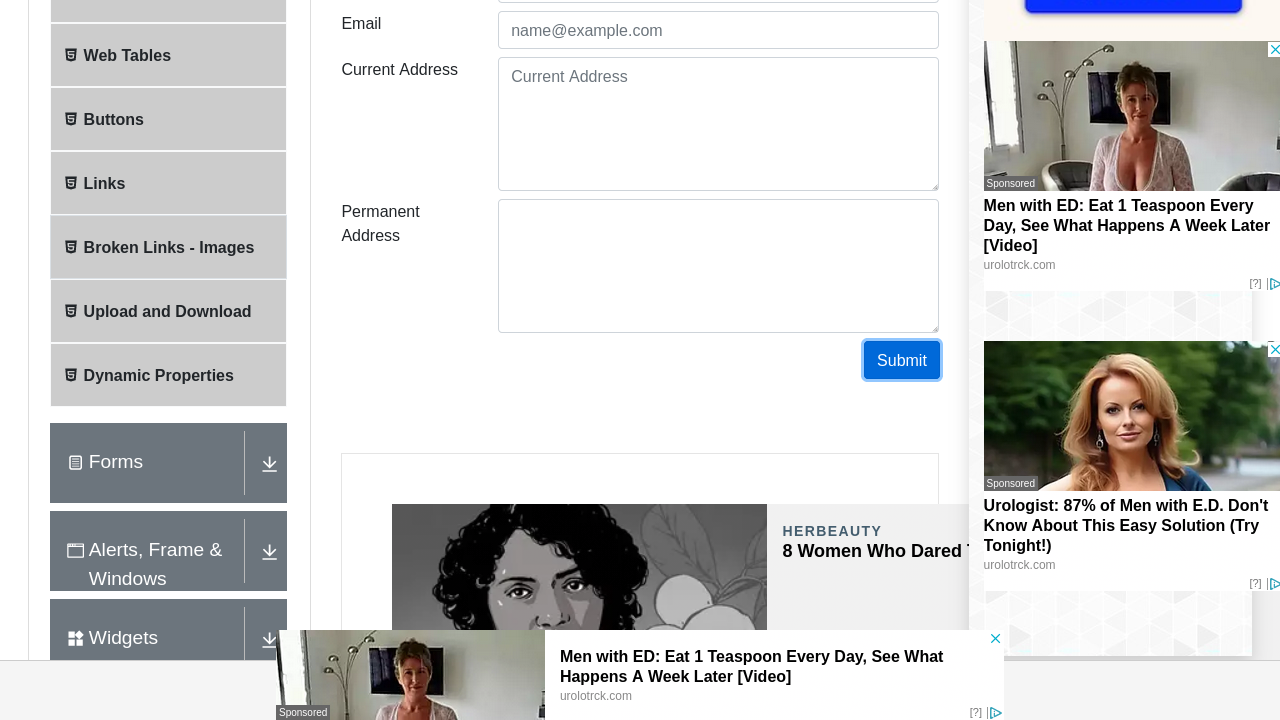 Email
name@example.com
Web Tables
Current Address
Current Address
Buttons
Links
Permanent
Address
Broken Links - Images
Upload and Download
Submit
Dynamic Properties
Forms
Alerts, Frame &
Windows
Widgets
HERBEAUTY
8 Women Who Dared
Sponsored
Men with ED: Eat 1 Teaspoon Every
Day, See What Happens A Week Later
[Video]
urolotrck.com
[?]
Sponsored
Urologist: 87% of Men with E.D. Don't
Know About This Easy Solution (Try
Tonight!)
urolotrck.com
[?]
Sponsored
Men with ED: Eat 1 Teaspoon Every Day, See What
Happens A Week Later [Video]
urolotrck.com
[?]